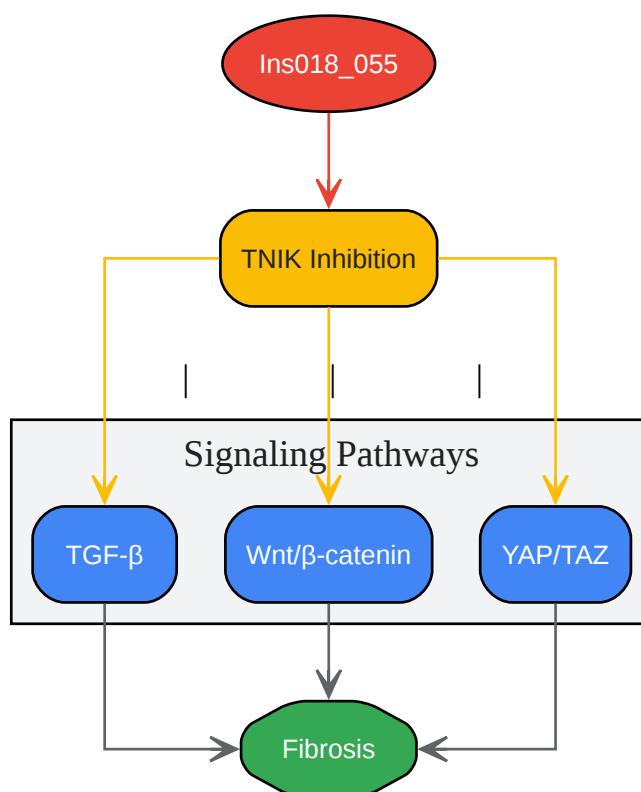 Ins018_055
TNIK Inhibition
| | |
Signaling Pathways
TGF-β
Wnt/β-catenin
YAP/TAZ
Fibrosis